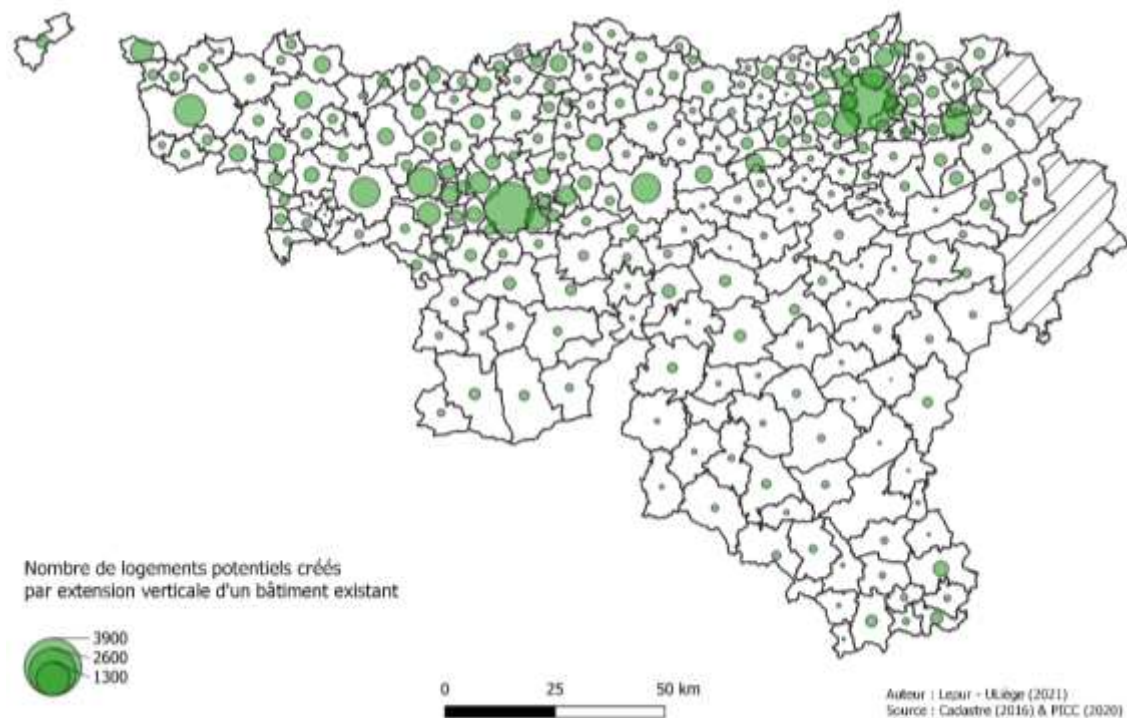 Nombre de logements potentiels créés
par extension verticale d'un bâtiment existant
3900
2600
1300
0 25 50 km
Auteur : Lepur - ULiège (2021)
Source : Cadastre (2016) & PICC (2020)